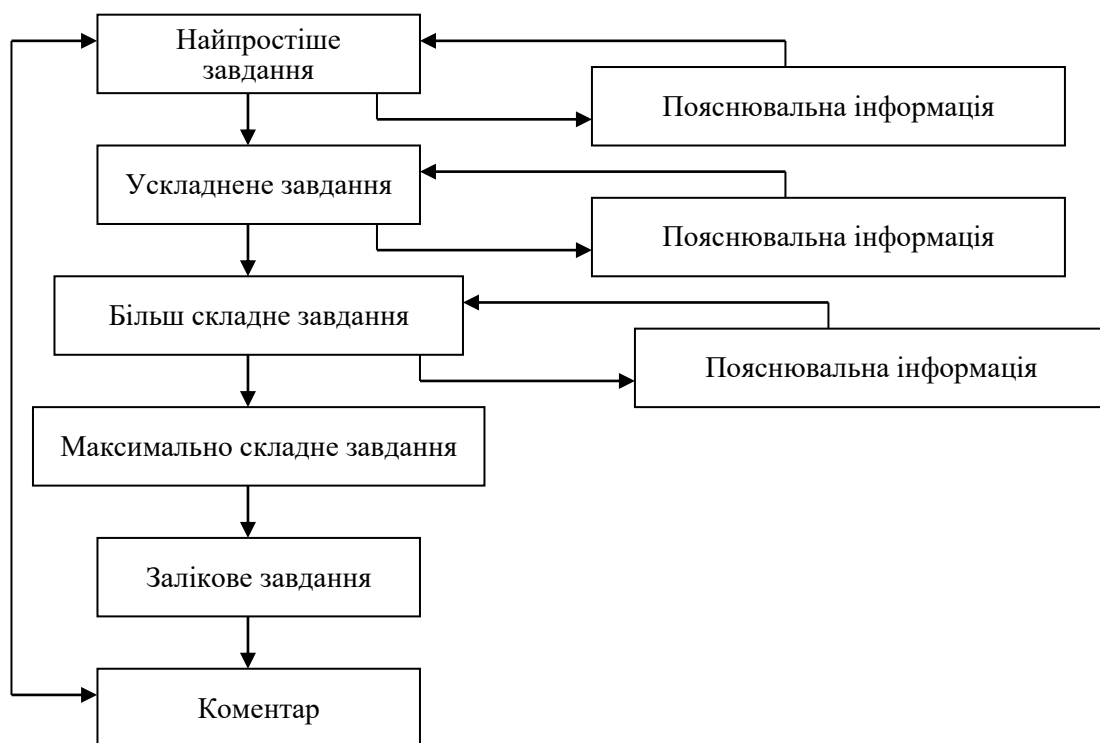 Найпростіше
завдання
Пояснювальна інформація
Ускладнене завдання
Пояснювальна інформація
Більш складне завдання
Пояснювальна інформація
Максимально складне завдання
Залікове завдання
Коментар